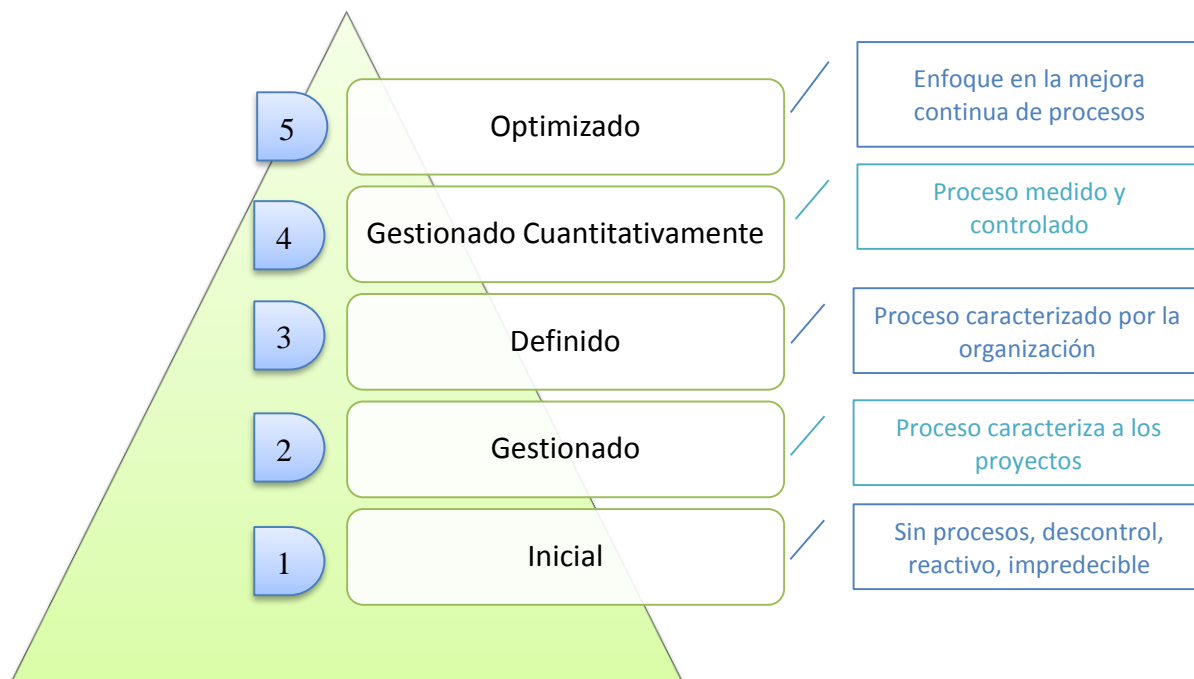 5
Optimizado
Enfoque en la mejora
continua de procesos
4
Gestionado Cuantitativamente
Proceso medido y
controlado
3
Definido
Proceso caracterizado por la
organización
2
Gestionado
Proceso caracteriza a los
proyectos
1
Inicial
Sin procesos, descontrol,
reactivo, impredecible